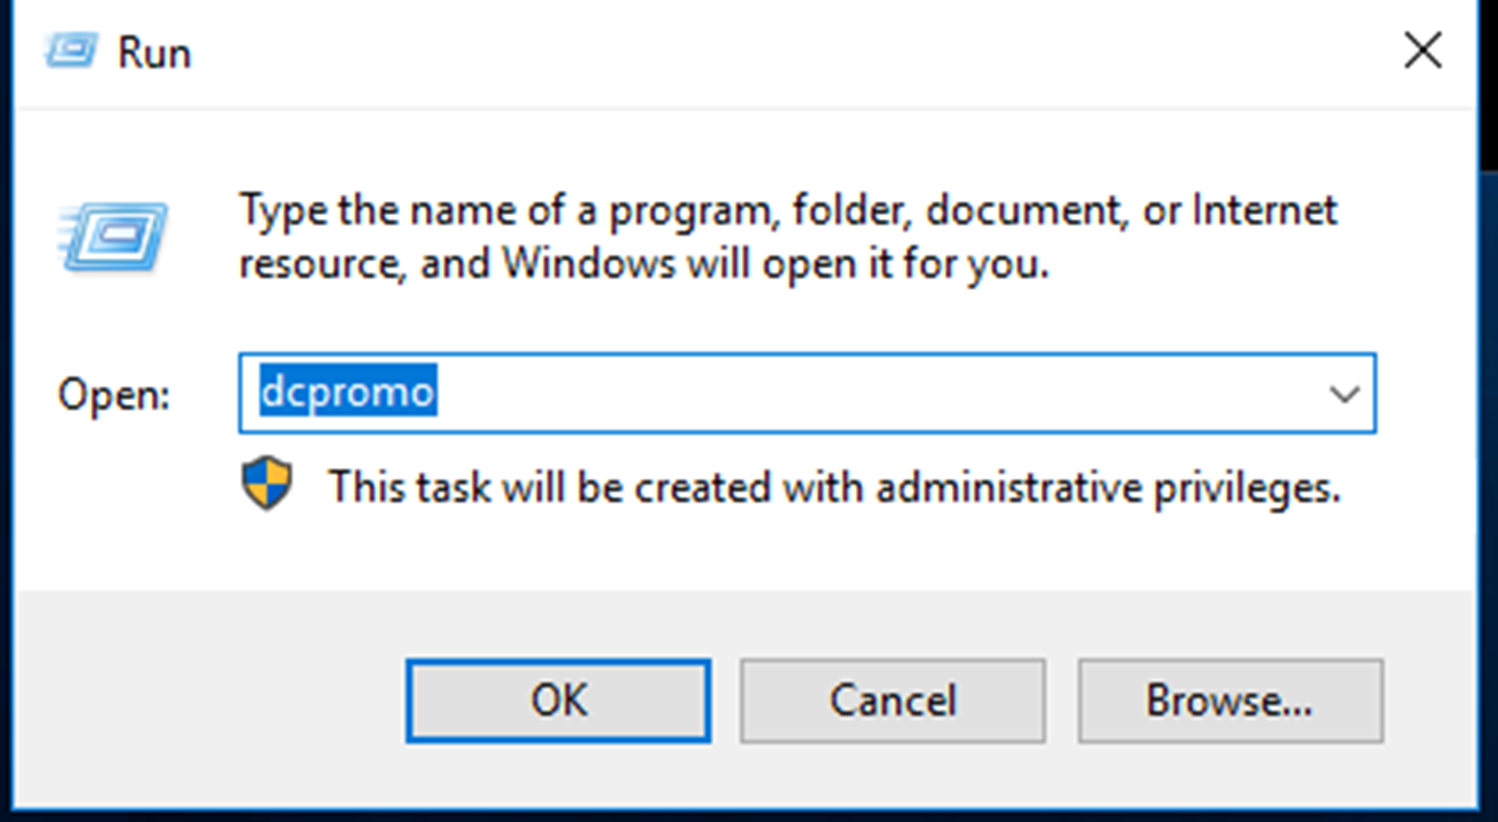 Run
Type the name of a program, folder, document, or Internet
resource, and Windows will open it for you.
Open:
dcpromo
This task will be created with administrative privileges.
OK
Cancel
Browse...